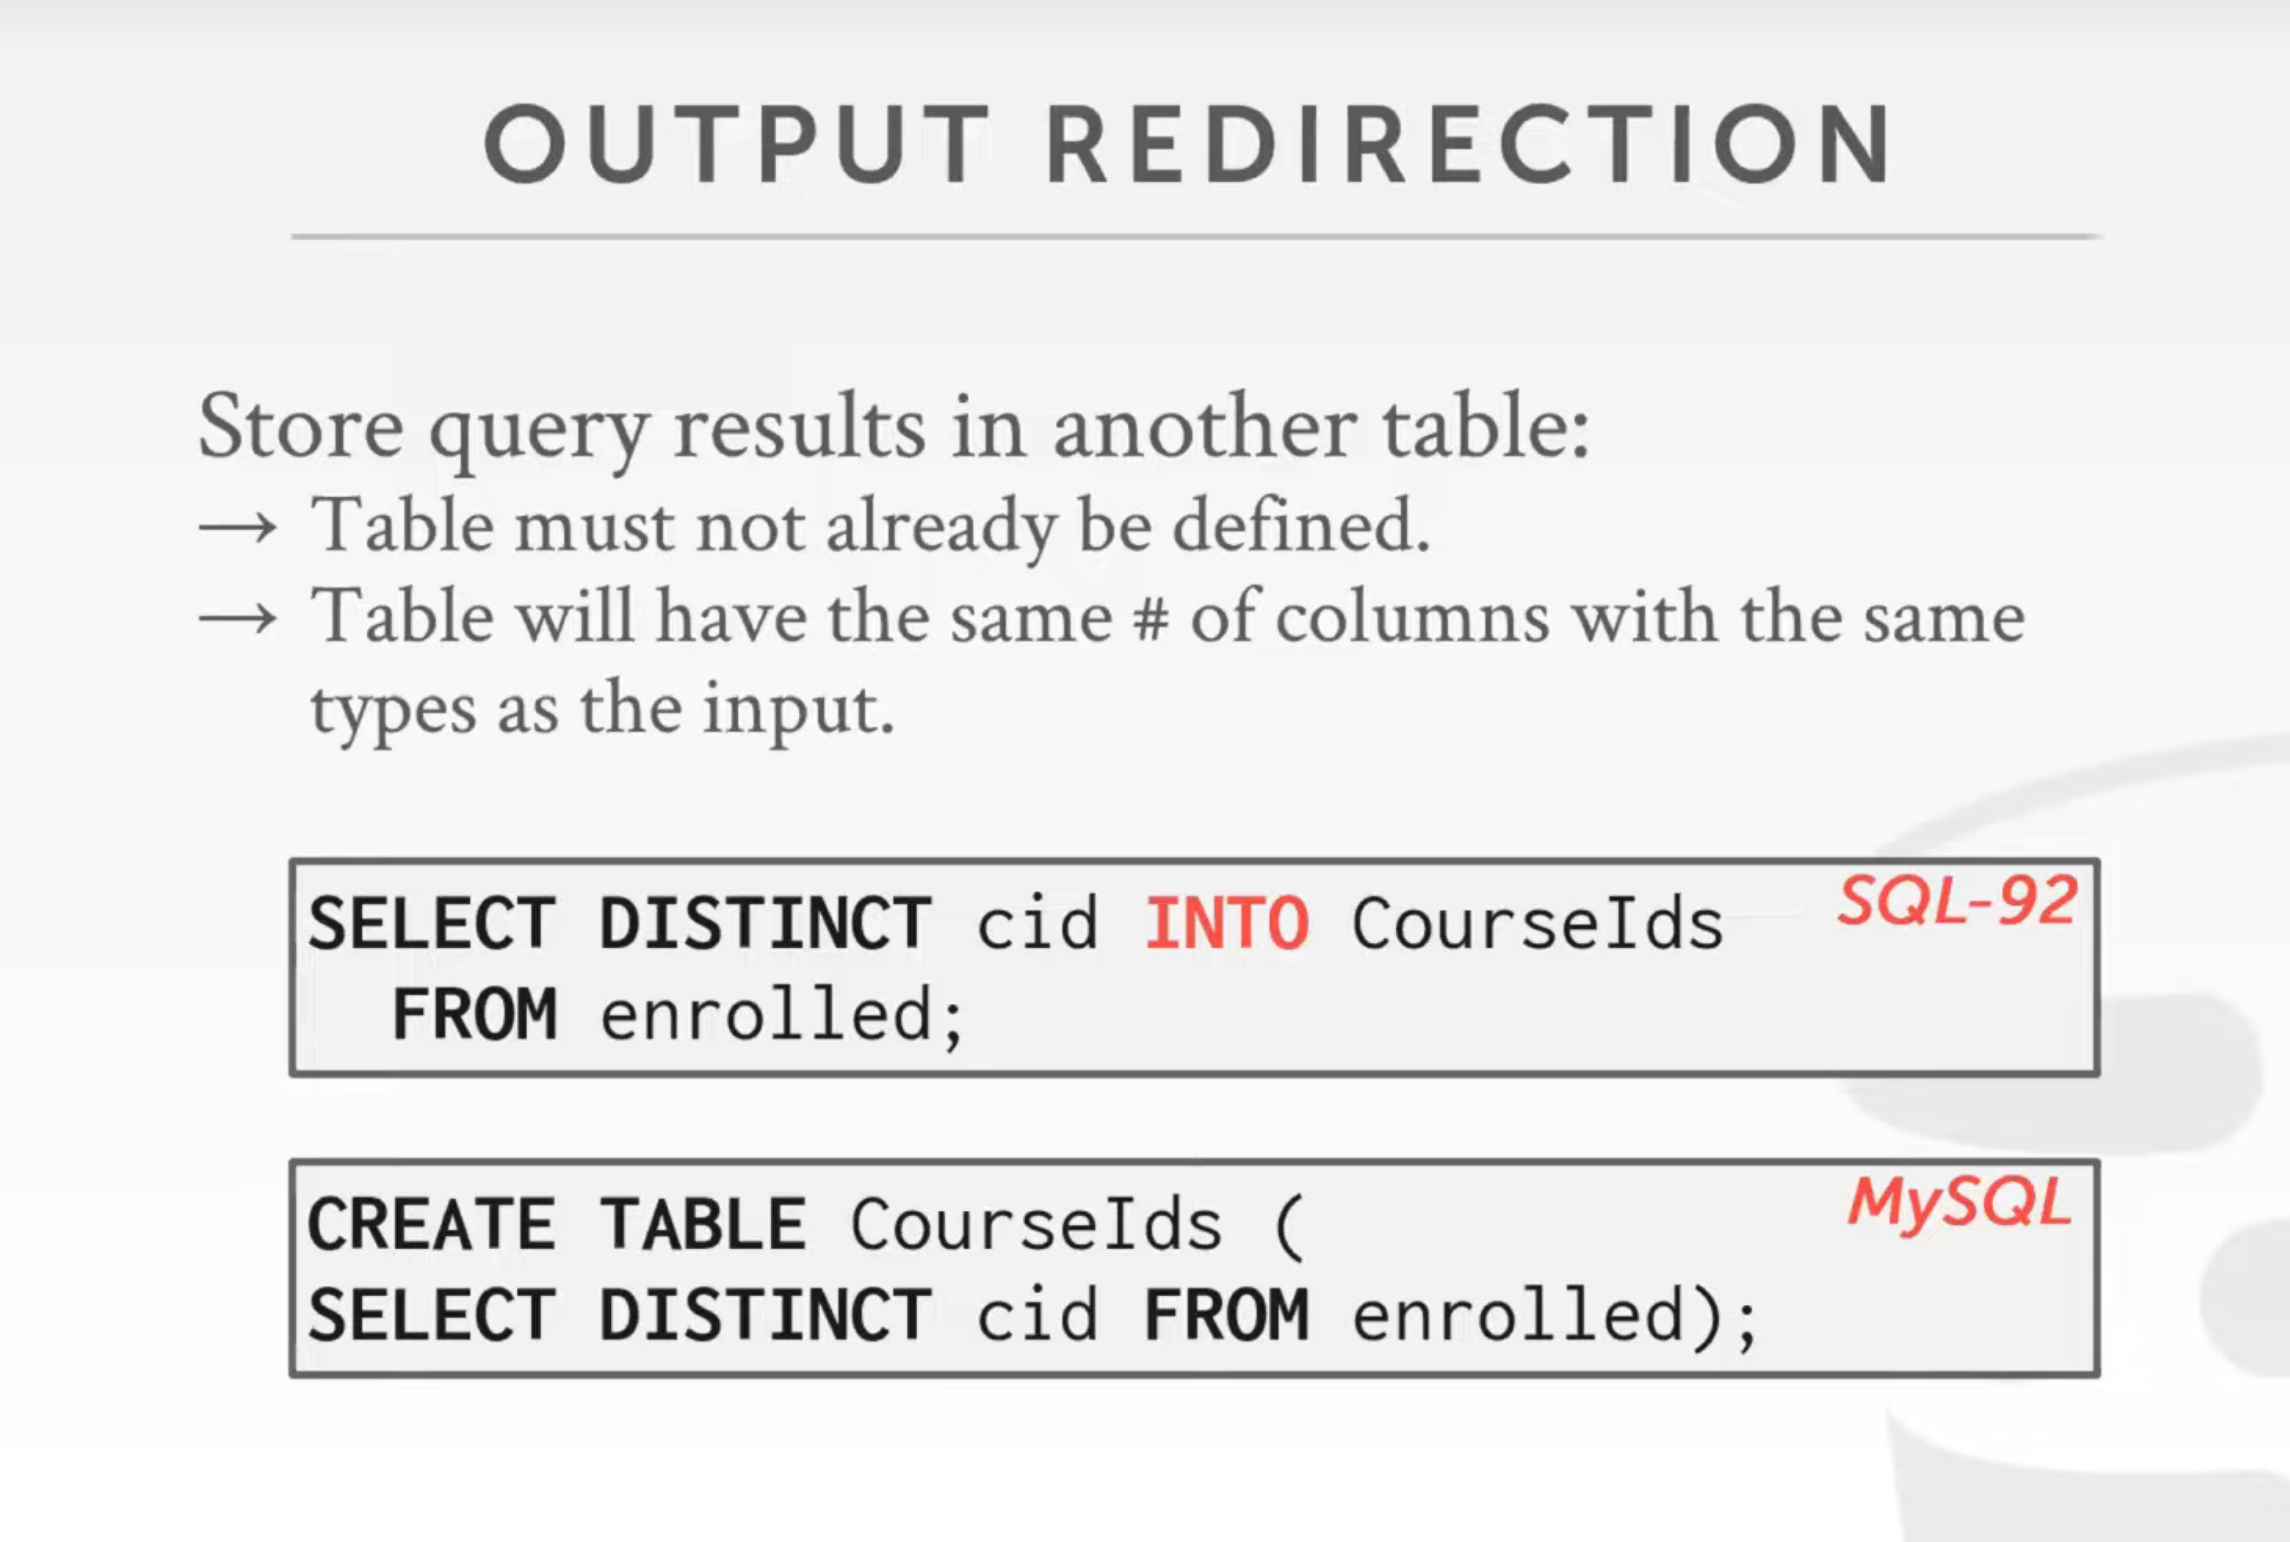 OUTPUT REDIRECTION
Store query results in another table:
→ Table must not already be defined.
→ Table will have the same # of columns with the same
types as the input.
SELECT DISTINCT cid INTO CourseIds
SQL-92
FROM enrolled;
CREATE TABLE CourseIds (
MySQL
SELECT DISTINCT cid FROM enrolled);